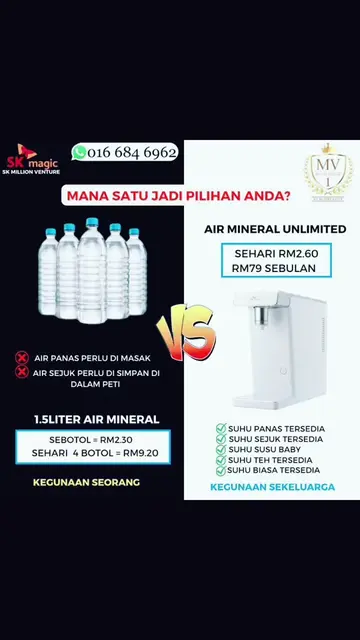 SK magic
SK MILLION VENTURE
016 684 6962
MV
1
MANA SATU JADI PILIHAN ANDA?
AIR MINERAL UNLIMITED
SEHARI RM2.60
RM79 SEBULAN
VS
AIR PANAS PERLU DI MASAK
AIR SEJUK PERLU DI SIMPAN DI
DALAM PETI
1.5LITER AIR MINERAL
SEBOTOL = RM2.30
SEHARI 4 BOTOL = RM9.20
KEGUNAAN SEORANG
SUHU PANAS TERSEDIA
SUHU SEJUK TERSEDIA
SUHU SUSU BABY
SUHU TEH TERSEDIA
SUHU BIASA TERSEDIA
KEGUNAAN SEKELUARGA